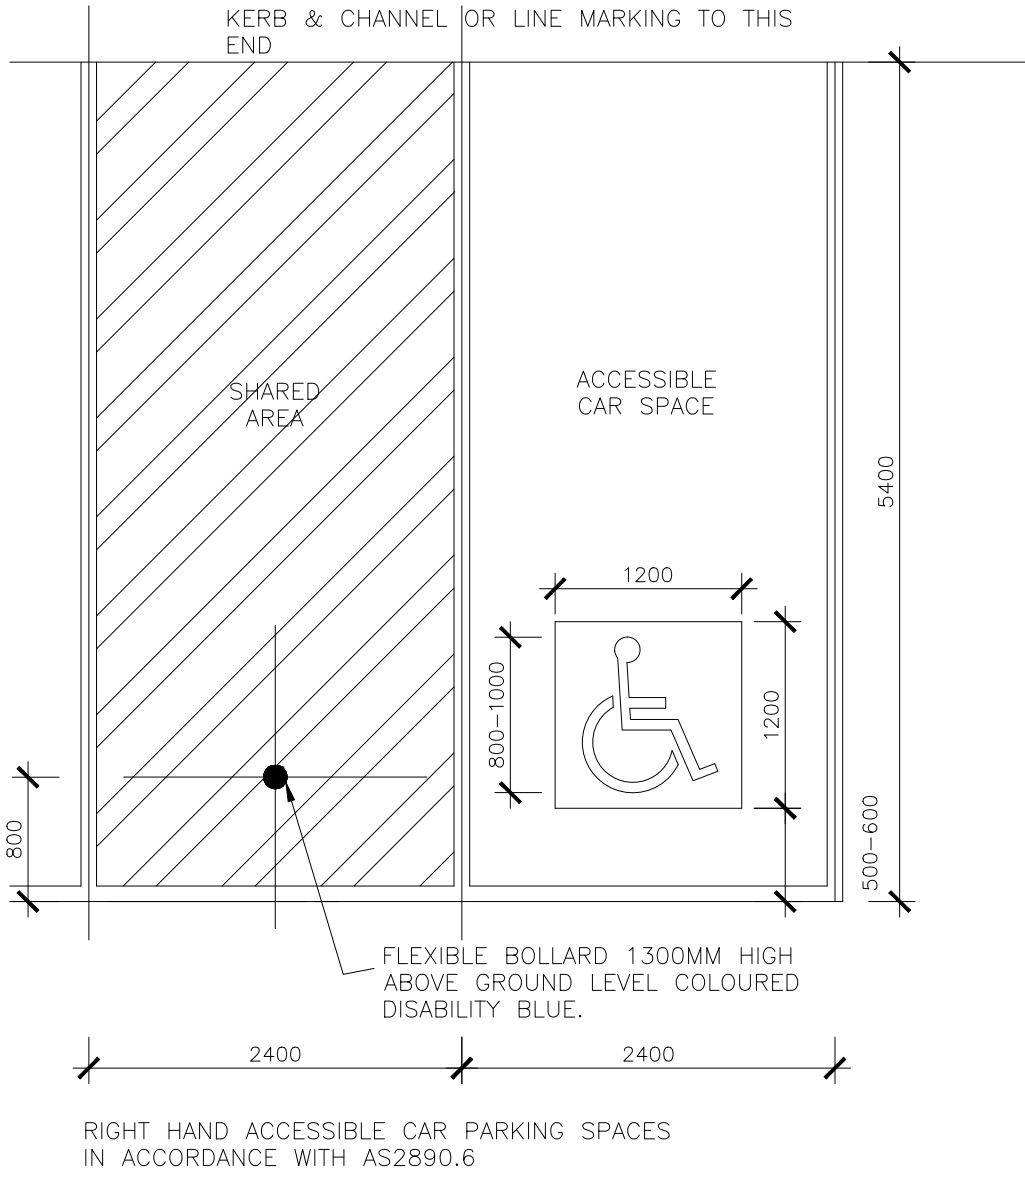 KERB & CHANNEL OR LINE MARKING TO THIS
END
SHARED
AREA
ACCESSIBLE
CAR SPACE
5400
1200
800-1000
1200
800
500-600
FLEXIBLE BOLLARD 1300MM HIGH
ABOVE GROUND LEVEL COLOURED
DISABILITY BLUE.
2400
2400
RIGHT HAND ACCESSIBLE CAR PARKING SPACES
IN ACCORDANCE WITH AS2890.6